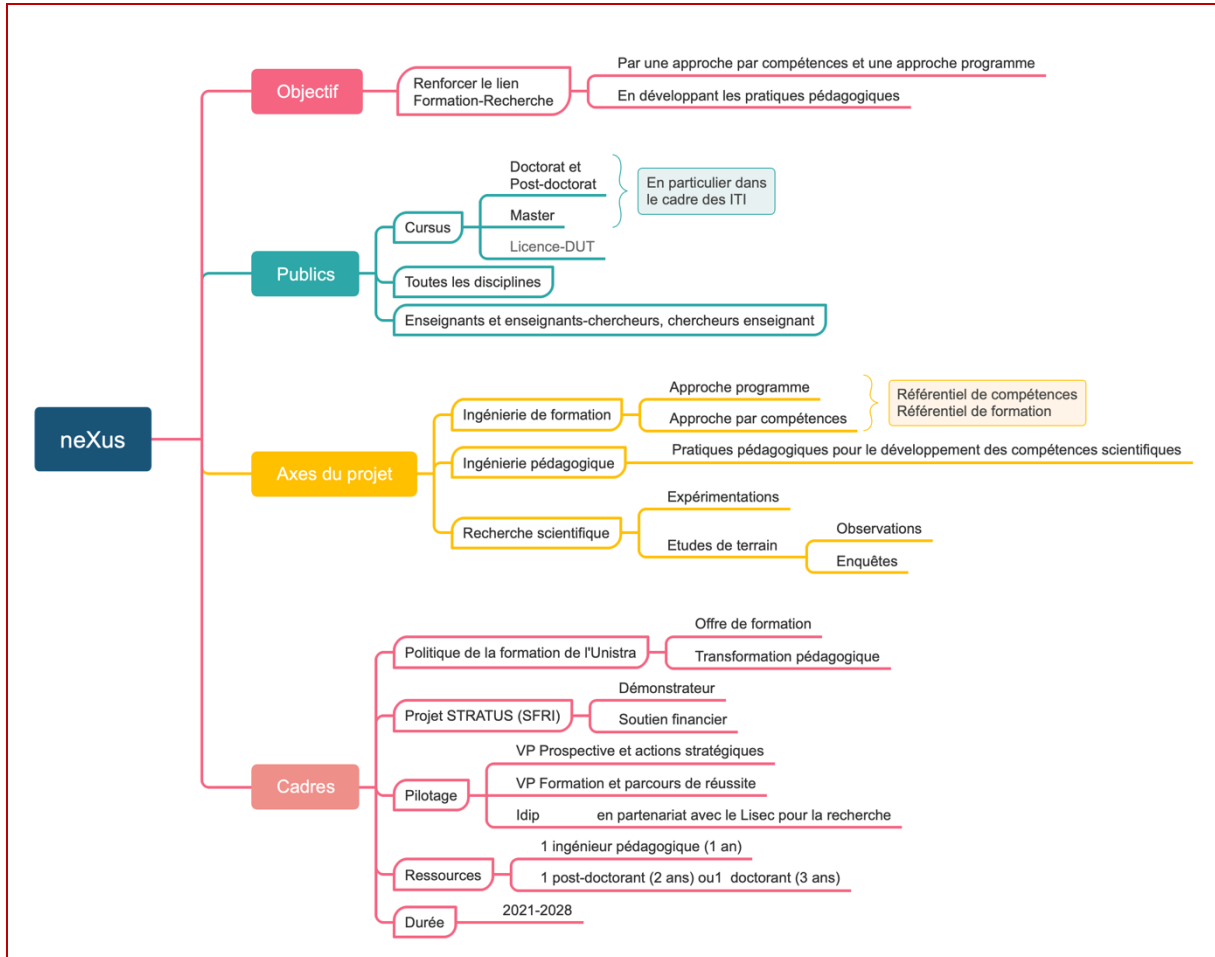 neXus
Objectif
Renforcer le lien
Formation-Recherche
Par une approche par compétences et une approche programme
En développant les pratiques pédagogiques
Publics
Cursus
Doctorat et
Post-doctorat
Master
Licence-DUT
En particulier dans
le cadre des ITI
Toutes les disciplines
Enseignants et enseignants-chercheurs, chercheurs enseignant
Axes du projet
Ingénierie de formation
Approche programme
Approche par compétences
Référentiel de compétences
Référentiel de formation
Ingénierie pédagogique
Pratiques pédagogiques pour le développement des compétences scientifiques
Recherche scientifique
Expérimentations
Etudes de terrain
Observations
Enquêtes
Cadres
Politique de la formation de l'Unistra
Offre de formation
Transformation pédagogique
Projet STRATUS (SFRI)
Démonstrateur
Soutien financier
Pilotage
VP Prospective et actions stratégiques
VP Formation et parcours de réussite
Idip en partenariat avec le Lisec pour la recherche
Ressources
1 ingénieur pédagogique (1 an)
1 post-doctorant (2 ans) ou1 doctorant (3 ans)
Durée
2021-2028